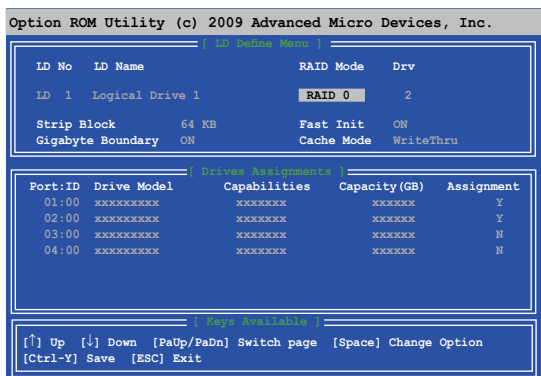 Option ROM Utility (c) 2009 Advanced Micro Devices, Inc.
[ LD Define Menu ]
LD No LD Name RAID Mode Drv
LD 1 Logical Drive 1 RAID 0 2
Strip Block 64 KB Fast Init ON
Gigabyte Boundary ON Cache Mode WriteThru
[ Drives Assignments ]
Port:ID Drive Model Capabilities Capacity(GB) Assignment
01:00 xxxxxxxxx xxxxxxx xxxxxx Y
02:00 xxxxxxxxx xxxxxxx xxxxxx Y
03:00 xxxxxxxxx xxxxxxx xxxxxx N
04:00 xxxxxxxxx xxxxxxx xxxxxx N
[ Keys Available ]
[↑] Up [↓] Down [PaUp/PaDn] Switch page [Space] Change Option
[Ctrl-Y] Save [ESC] Exit